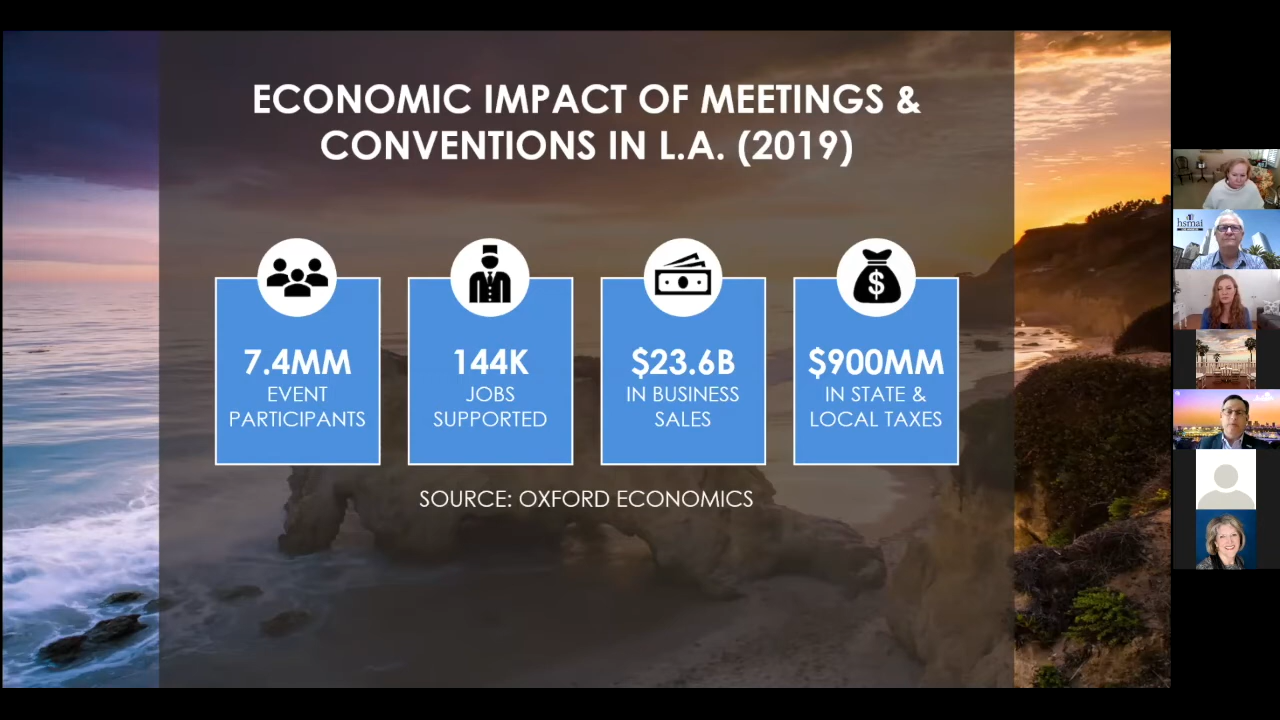 ECONOMIC IMPACT OF MEETINGS &
CONVENTIONS IN L.A. (2019)
7.4MM
EVENT
PARTICIPANTS
144K
JOBS
SUPPORTED
$23.6B
IN BUSINESS
SALES
$900MM
IN STATE &
LOCAL TAXES
SOURCE: OXFORD ECONOMICS
hsmai